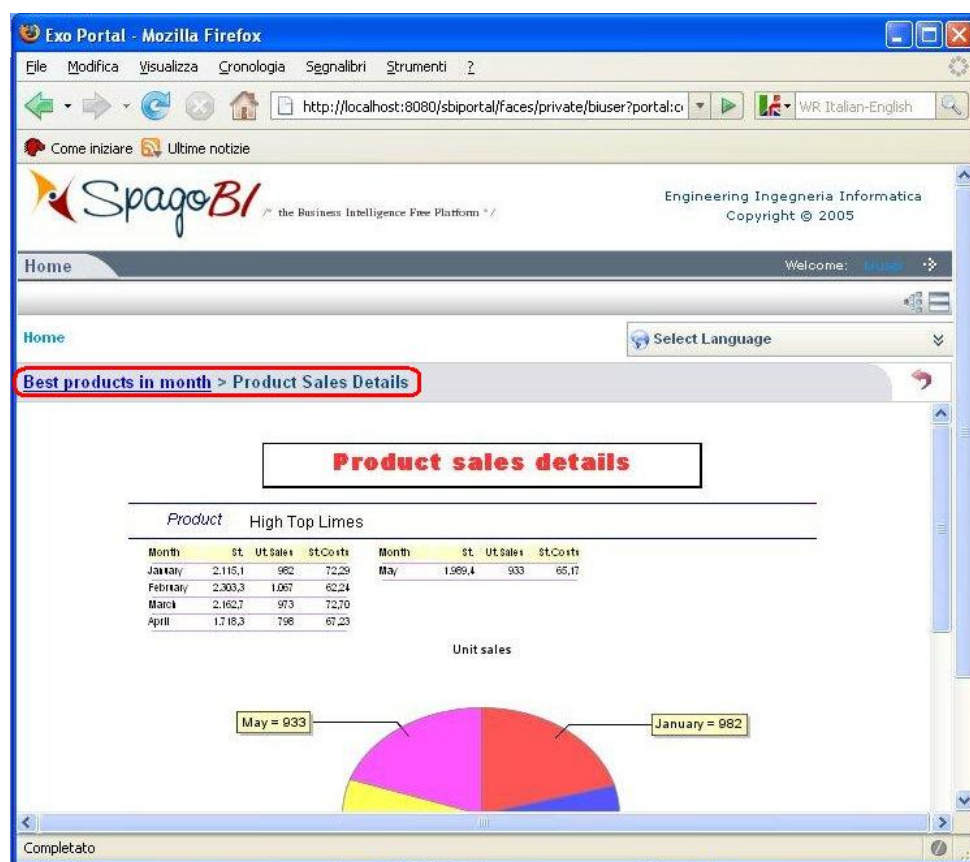 Exo Portal - Mozilla Firefox
File Modifica Visualizza Cronologia Segnalibri Strumenti ?
http://localhost:8080/sbiportal/faces/private/biuser?portal:c WR Italian-English
Come iniziare Ultime notizie
SpagoBI /* the Business Intelligence Free Platform */
Engineering Ingegneria Informatica
Copyright © 2005
Home Welcome:
Home Select Language
Best products in month > Product Sales Details
Product sales details
Product High Top Limes
Month St. Ut.Sales St.Costs Month St. Ut.Sales St.Costs
January 2.115,1 982 72,29 May 1.989,4 933 65,17
February 2.303,3 1.067 62,24
March 2.162,7 973 72,70
April 1.718,3 798 67,23
Unit sales
May = 933
January = 982
Completato